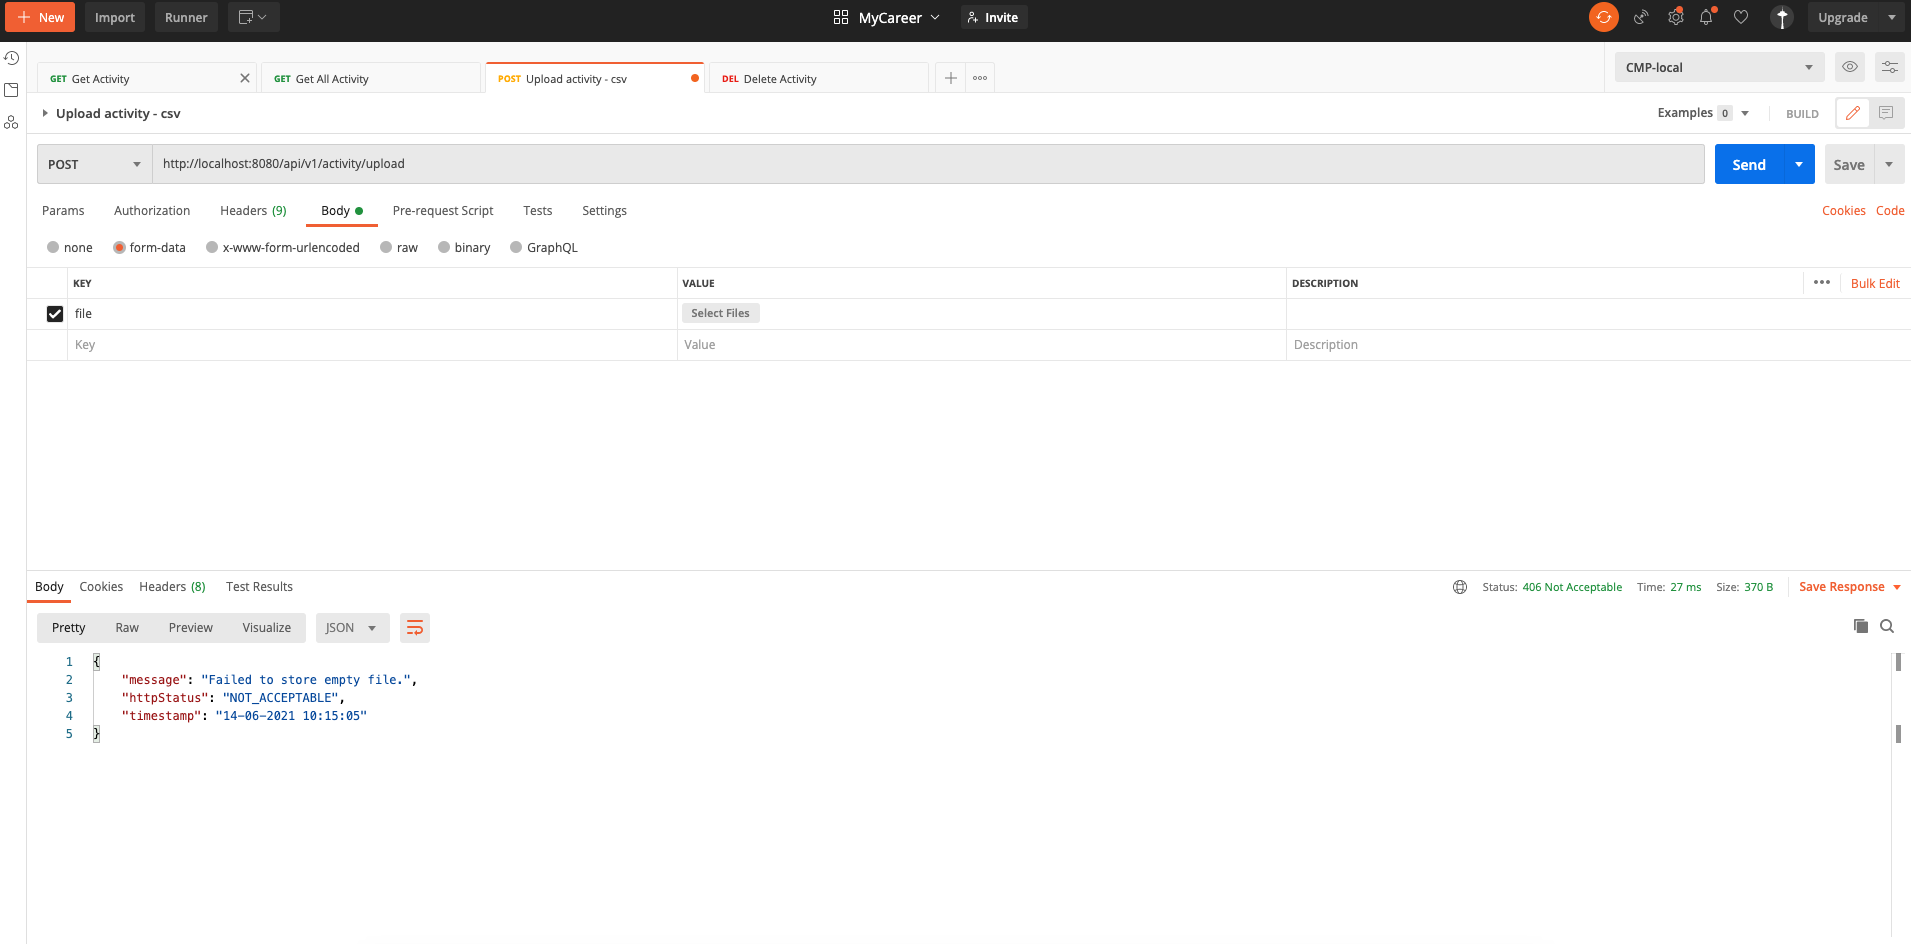 New Import Runner MyCareer Invite Upgrade
GET Get Activity GET Get All Activity POST Upload activity - csv DEL Delete Activity CMP-local
Upload activity - csv Examples 0 BUILD
POST http://localhost:8080/api/v1/activity/upload Send Save
Params Authorization Headers (9) Body Pre-request Script Tests Settings Cookies Code
none form-data x-www-form-urlencoded raw binary GraphQL
KEY VALUE DESCRIPTION Bulk Edit
file Select Files
Key Value Description
Body Cookies Headers (8) Test Results Status: 406 Not Acceptable Time: 27 ms Size: 370 B Save Response
Pretty Raw Preview Visualize JSON
1 {
2 "message": "Failed to store empty file.",
3 "httpStatus": "NOT_ACCEPTABLE",
4 "timestamp": "14-06-2021 10:15:05"
5 }